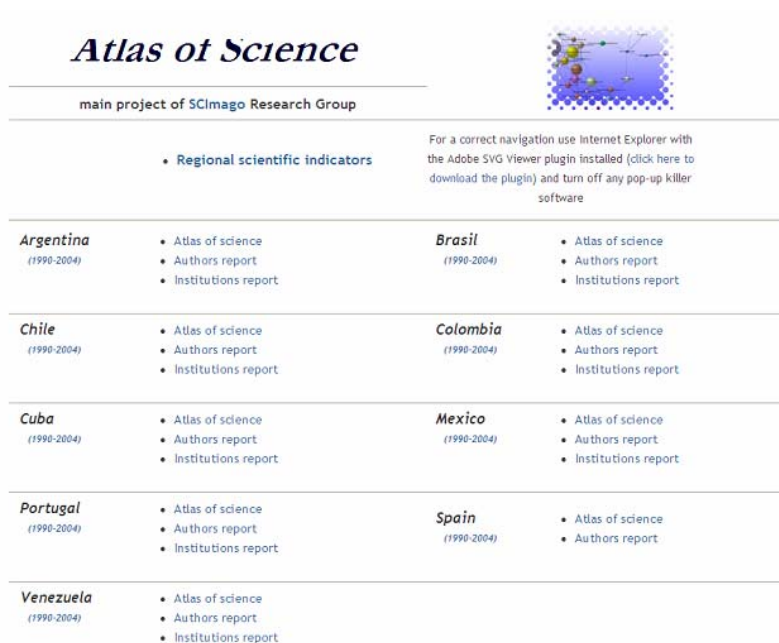 Atlas of Science
main project of SCImago Research Group
• Regional scientific indicators
For a correct navigation use Internet Explorer with
the Adobe SVG Viewer plugin installed (click here to
download the plugin) and turn off any pop-up killer
software
Argentina
(1990-2004)
• Atlas of science
• Authors report
• Institutions report
Brasil
(1990-2004)
• Atlas of science
• Authors report
• Institutions report
Chile
(1990-2004)
• Atlas of science
• Authors report
• Institutions report
Colombia
(1990-2004)
• Atlas of science
• Authors report
• Institutions report
Cuba
(1990-2004)
• Atlas of science
• Authors report
• Institutions report
Mexico
(1990-2004)
• Atlas of science
• Authors report
• Institutions report
Portugal
(1990-2004)
• Atlas of science
• Authors report
• Institutions report
Spain
(1990-2004)
• Atlas of science
• Authors report
Venezuela
(1990-2004)
• Atlas of science
• Authors report
• Institutions report